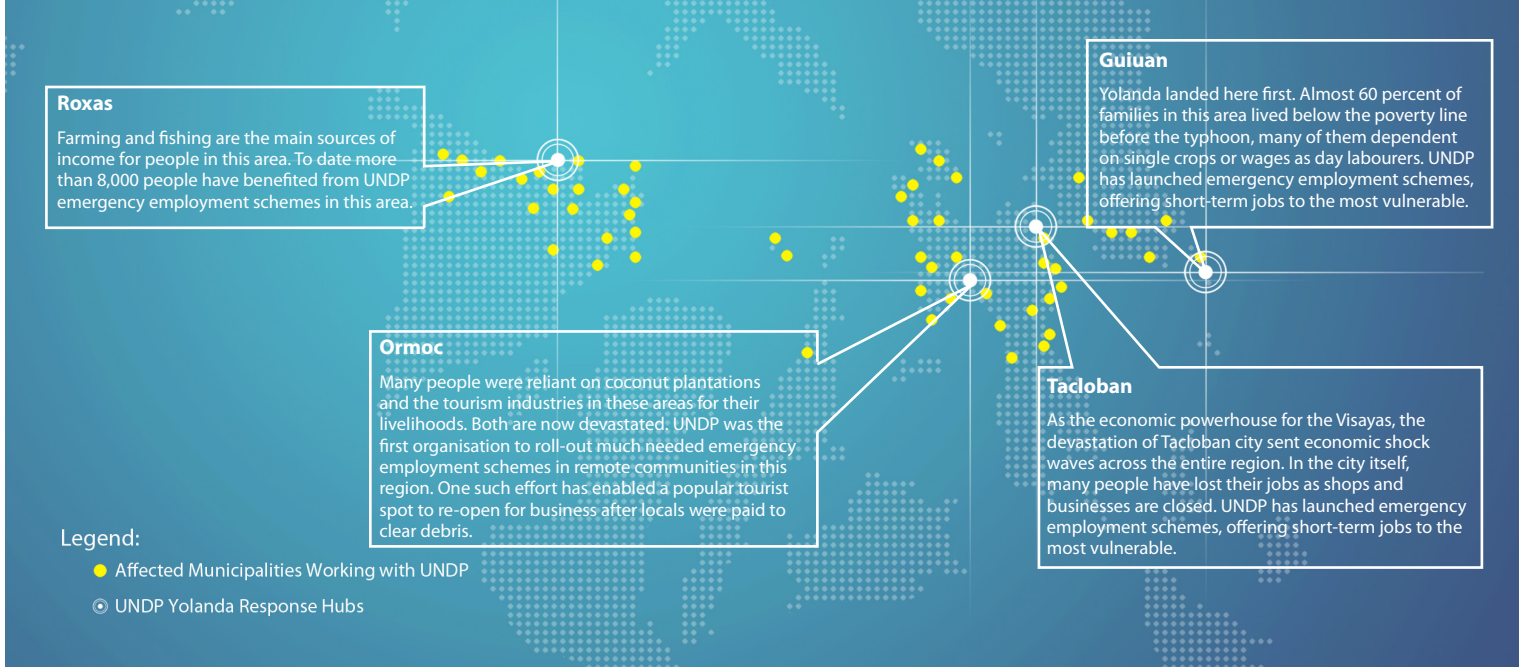 Roxas
Farming and fishing are the main sources of
income for people in this area. To date more
than 8,000 people have benefited from UNDP
emergency employment schemes in this area.
Guiuan
Yolanda landed here first. Almost 60 percent of
families in this area lived below the poverty line
before the typhoon, many of them dependent
on single crops or wages as day labourers. UNDP
has launched emergency employment schemes,
offering short-term jobs to the most vulnerable.
Ormoc
Many people were reliant on coconut plantations
and the tourism industries in these areas for their
livelihoods. Both are now devastated. UNDP was the
first organisation to roll-out much needed emergency
employment schemes in remote communities in this
region. One such effort has enabled a popular tourist
spot to re-open for business after locals were paid to
clear debris.
Tacloban
As the economic powerhouse for the Visayas, the
devastation of Tacloban city sent economic shock
waves across the entire region. In the city itself,
many people have lost their jobs as shops and
businesses are closed. UNDP has launched emergency
employment schemes, offering short-term jobs to the
most vulnerable.
Legend:
Affected Municipalities Working with UNDP
UNDP Yolanda Response Hubs